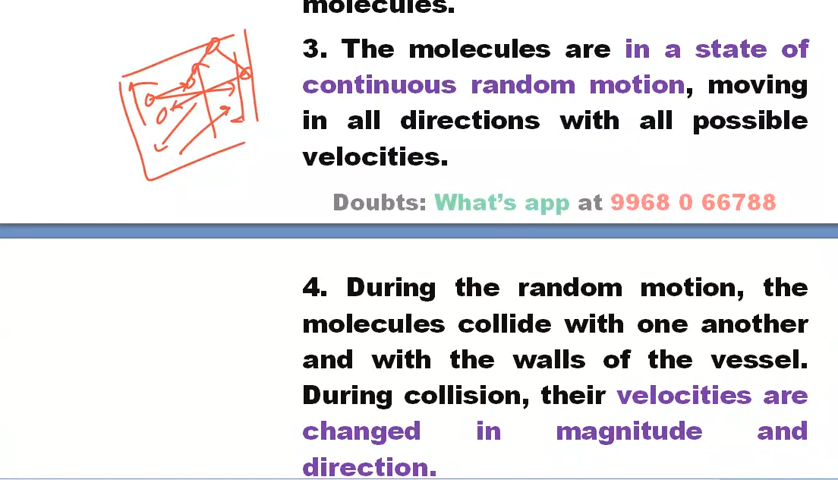 molecules.
3. The molecules are in a state of
continuous random motion, moving
in all directions with all possible
velocities.
Doubts: What's app at 9968 0 66788
4. During the random motion, the
molecules collide with one another
and with the walls of the vessel.
During collision, their velocities are
changed in magnitude and
direction.